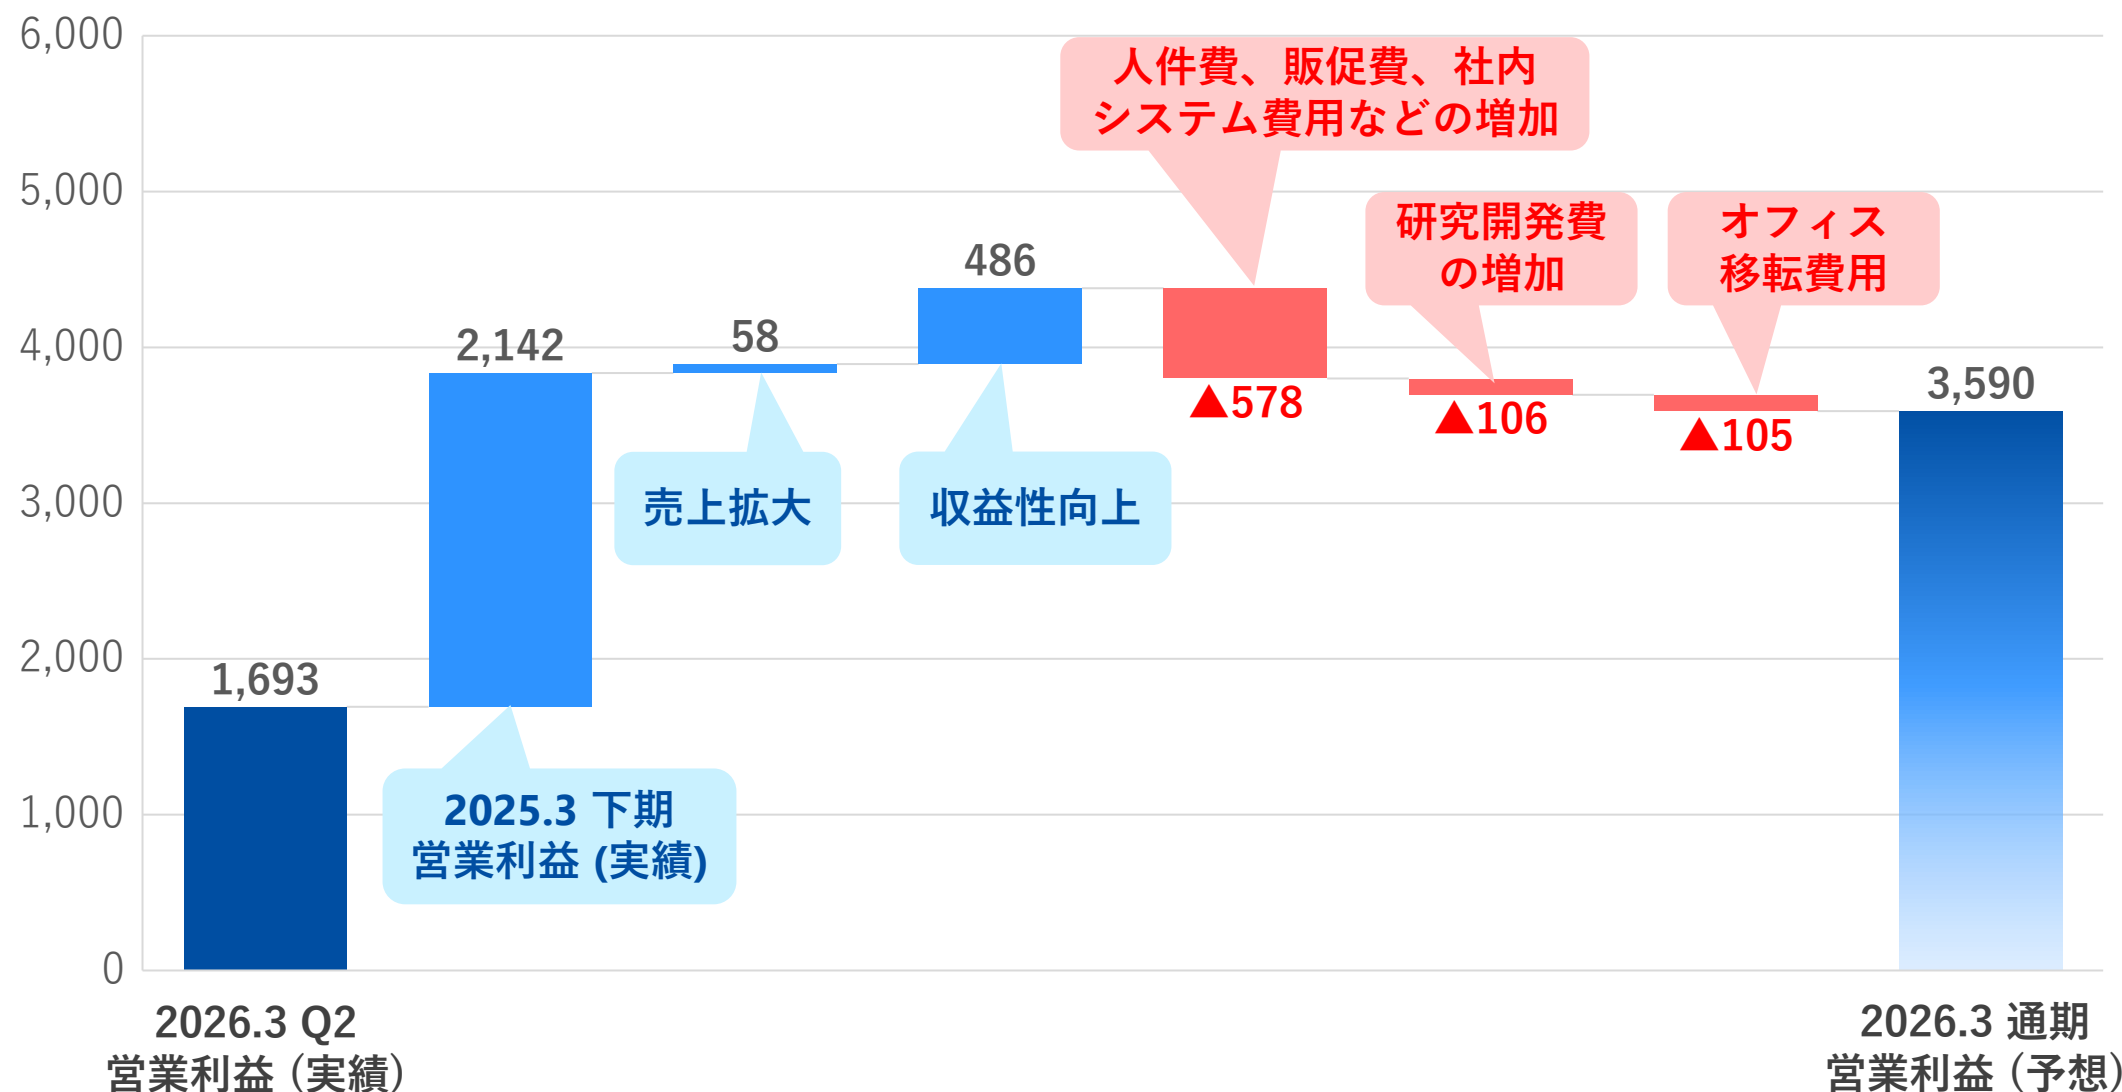 6,000
5,000
4,000
3,000
2,000
1,000
0
1,693
2,142
58
486
▲578
▲106
▲105
3,590
人件費、販促費、社内
システム費用などの増加
研究開発費
の増加
オフィス
移転費用
売上拡大
収益性向上
2025.3 下期
営業利益 (実績)
2026.3 Q2
営業利益（実績）
2026.3 通期
営業利益（予想）